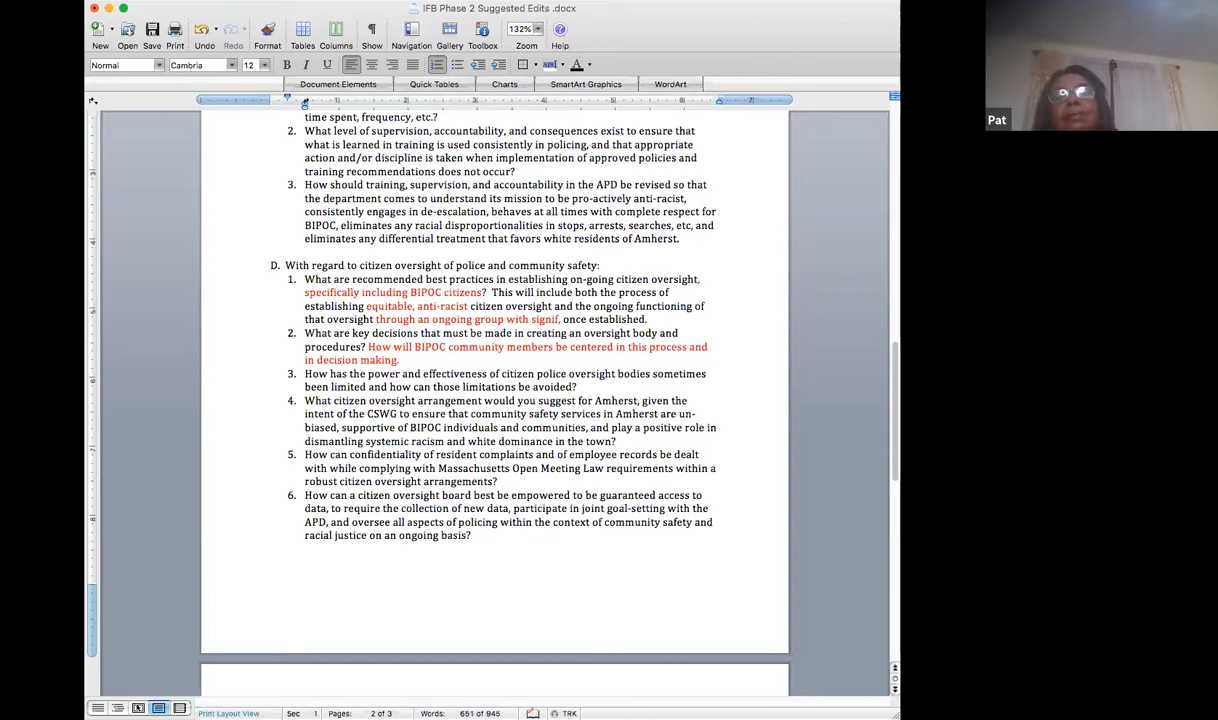 IFB Phase 2 Suggested Edits .docx
New Open Save Print Undo Redo Format Tables Columns Show Navigation Gallery Toolbox Zoom Help
132%
Normal Cambria 12 B I U ABC A
Document Elements Quick Tables Charts SmartArt Graphics WordArt
1 2 3 4 5 6 7
time spent, frequency, etc.?
2. What level of supervision, accountability, and consequences exist to ensure that
what is learned in training is used consistently in policing, and that appropriate
action and/or discipline is taken when implementation of approved policies and
training recommendations does not occur?
3. How should training, supervision, and accountability in the APD be revised so that
the department comes to understand its mission to be pro-actively anti-racist,
consistently engages in de-escalation, behaves at all times with complete respect for
BIPOC, eliminates any racial disproportionalities in stops, arrests, searches, etc, and
eliminates any differential treatment that favors white residents of Amherst.
D. With regard to citizen oversight of police and community safety:
1. What are recommended best practices in establishing on-going citizen oversight,
specifically including BIPOC citizens? This will include both the process of
establishing equitable, anti-racist citizen oversight and the ongoing functioning of
that oversight through an ongoing group with signif, once established.
2. What are key decisions that must be made in creating an oversight body and
procedures? How will BIPOC community members be centered in this process and
in decision making.
3. How has the power and effectiveness of citizen police oversight bodies sometimes
been limited and how can those limitations be avoided?
4. What citizen oversight arrangement would you suggest for Amherst, given the
intent of the CSWG to ensure that community safety services in Amherst are un-
biased, supportive of BIPOC individuals and communities, and play a positive role in
dismantling systemic racism and white dominance in the town?
5. How can confidentiality of resident complaints and of employee records be dealt
with while complying with Massachusetts Open Meeting Law requirements within a
robust citizen oversight arrangements?
6. How can a citizen oversight board best be empowered to be guaranteed access to
data, to require the collection of new data, participate in joint goal-setting with the
APD, and oversee all aspects of policing within the context of community safety and
racial justice on an ongoing basis?
Print Layout View Sec 1 Pages: 2 of 3 Words: 651 of 945 TRK
Pat